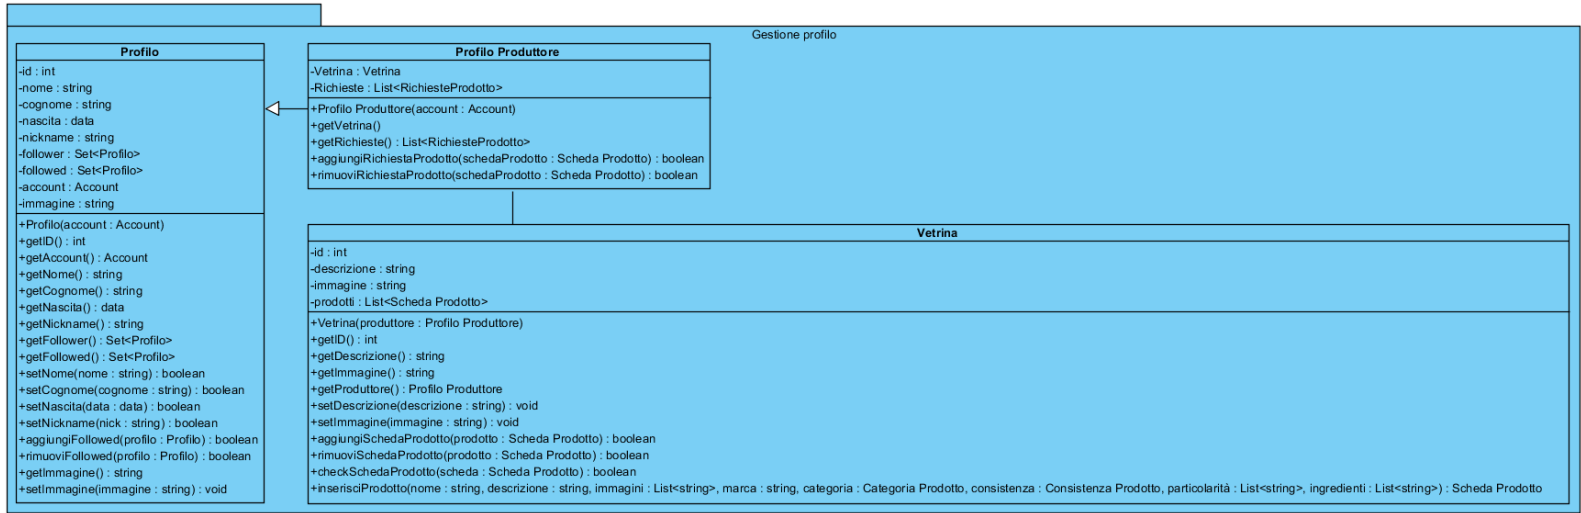 Gestione profilo
Profilo
-id : int
-nome : string
-cognome : string
-nascita : data
-nickname : string
-follower : Set<Profilo>
-followed : Set<Profilo>
-account : Account
-immagine : string
+Profilo(account : Account)
+getID() : int
+getAccount() : Account
+getNome() : string
+getCognome() : string
+getNascita() : data
+getNickname() : string
+getFollower() : Set<Profilo>
+getFollowed() : Set<Profilo>
+setNome(nome : string) : boolean
+setCognome(cognome : string) : boolean
+setNascita(data : data) : boolean
+setNickname(nick : string) : boolean
+aggiungiFollowed(profilo : Profilo) : boolean
+rimuoviFollowed(profilo : Profilo) : boolean
+getImmagine() : string
+setImmagine(immagine : string) : void
Profilo Produttore
-Vetrina : Vetrina
-Richieste : List<RichiesteProdotto>
+Profilo Produttore(account : Account)
+getVetrina()
+getRichieste() : List<RichiesteProdotto>
+aggiungiRichiestaProdotto(schedaProdotto : Scheda Prodotto) : boolean
+rimuoviRichiestaProdotto(schedaProdotto : Scheda Prodotto) : boolean
Vetrina
-id : int
-descrizione : string
-immagine : string
-prodotti : List<Scheda Prodotto>
+Vetrina(produttore : Profilo Produttore)
+getID() : int
+getDescrizione() : string
+getImmagine() : string
+getProduttore() : Profilo Produttore
+setDescrizione(descrizione : string) : void
+setImmagine(immagine : string) : void
+aggiungiSchedaProdotto(prodotto : Scheda Prodotto) : boolean
+rimuoviSchedaProdotto(prodotto : Scheda Prodotto) : boolean
+checkSchedaProdotto(scheda : Scheda Prodotto) : boolean
+inserisciProdotto(nome : string, descrizione : string, immagini : List<string>, marca : string, categoria : Categoria Prodotto, consistenza : Consistenza Prodotto, particolarità : List<string>, ingredienti : List<string>) : Scheda Prodotto